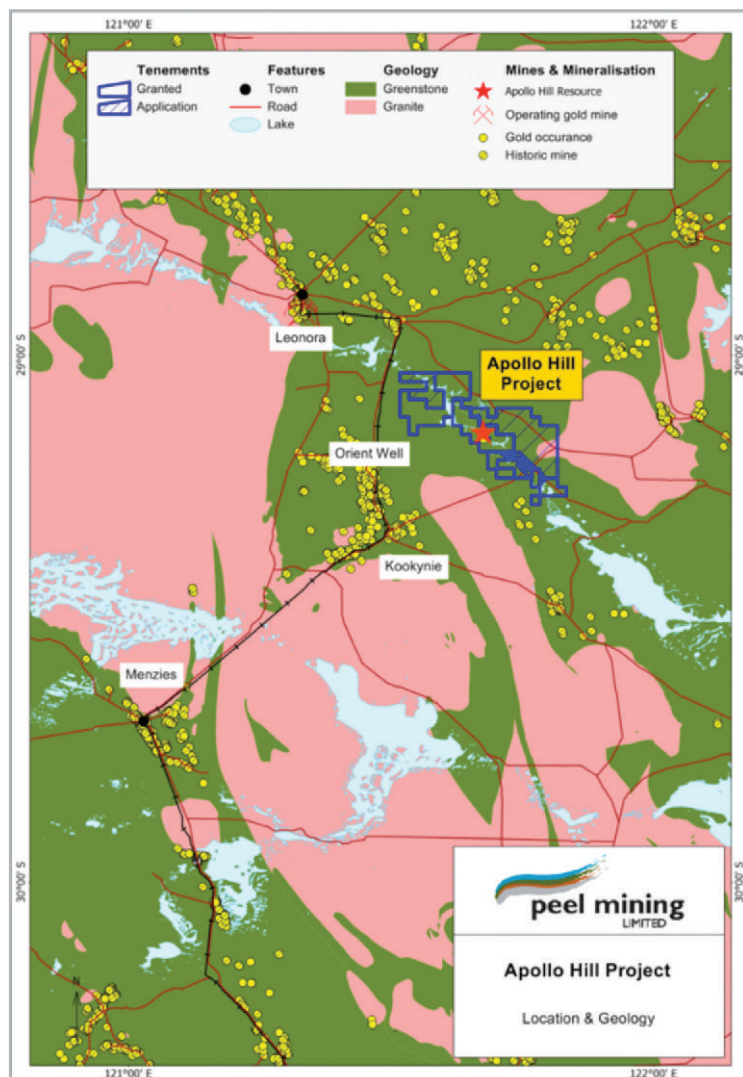 121°00' E
122°00' E
Tenements
Granted
Application
Features
Town
Road
Lake
Geology
Greenstone
Granite
Mines & Mineralisation
Apollo Hill Resource
Operating gold mine
Gold occurance
Historic mine
Leonora
29°00' S
29°00' S
Apollo Hill
Project
Orient Well
Kookynie
Menzies
30°00' S
30°00' S
peel mining
LIMITED
Apollo Hill Project
Location & Geology
N
121°00' E
122°00' E